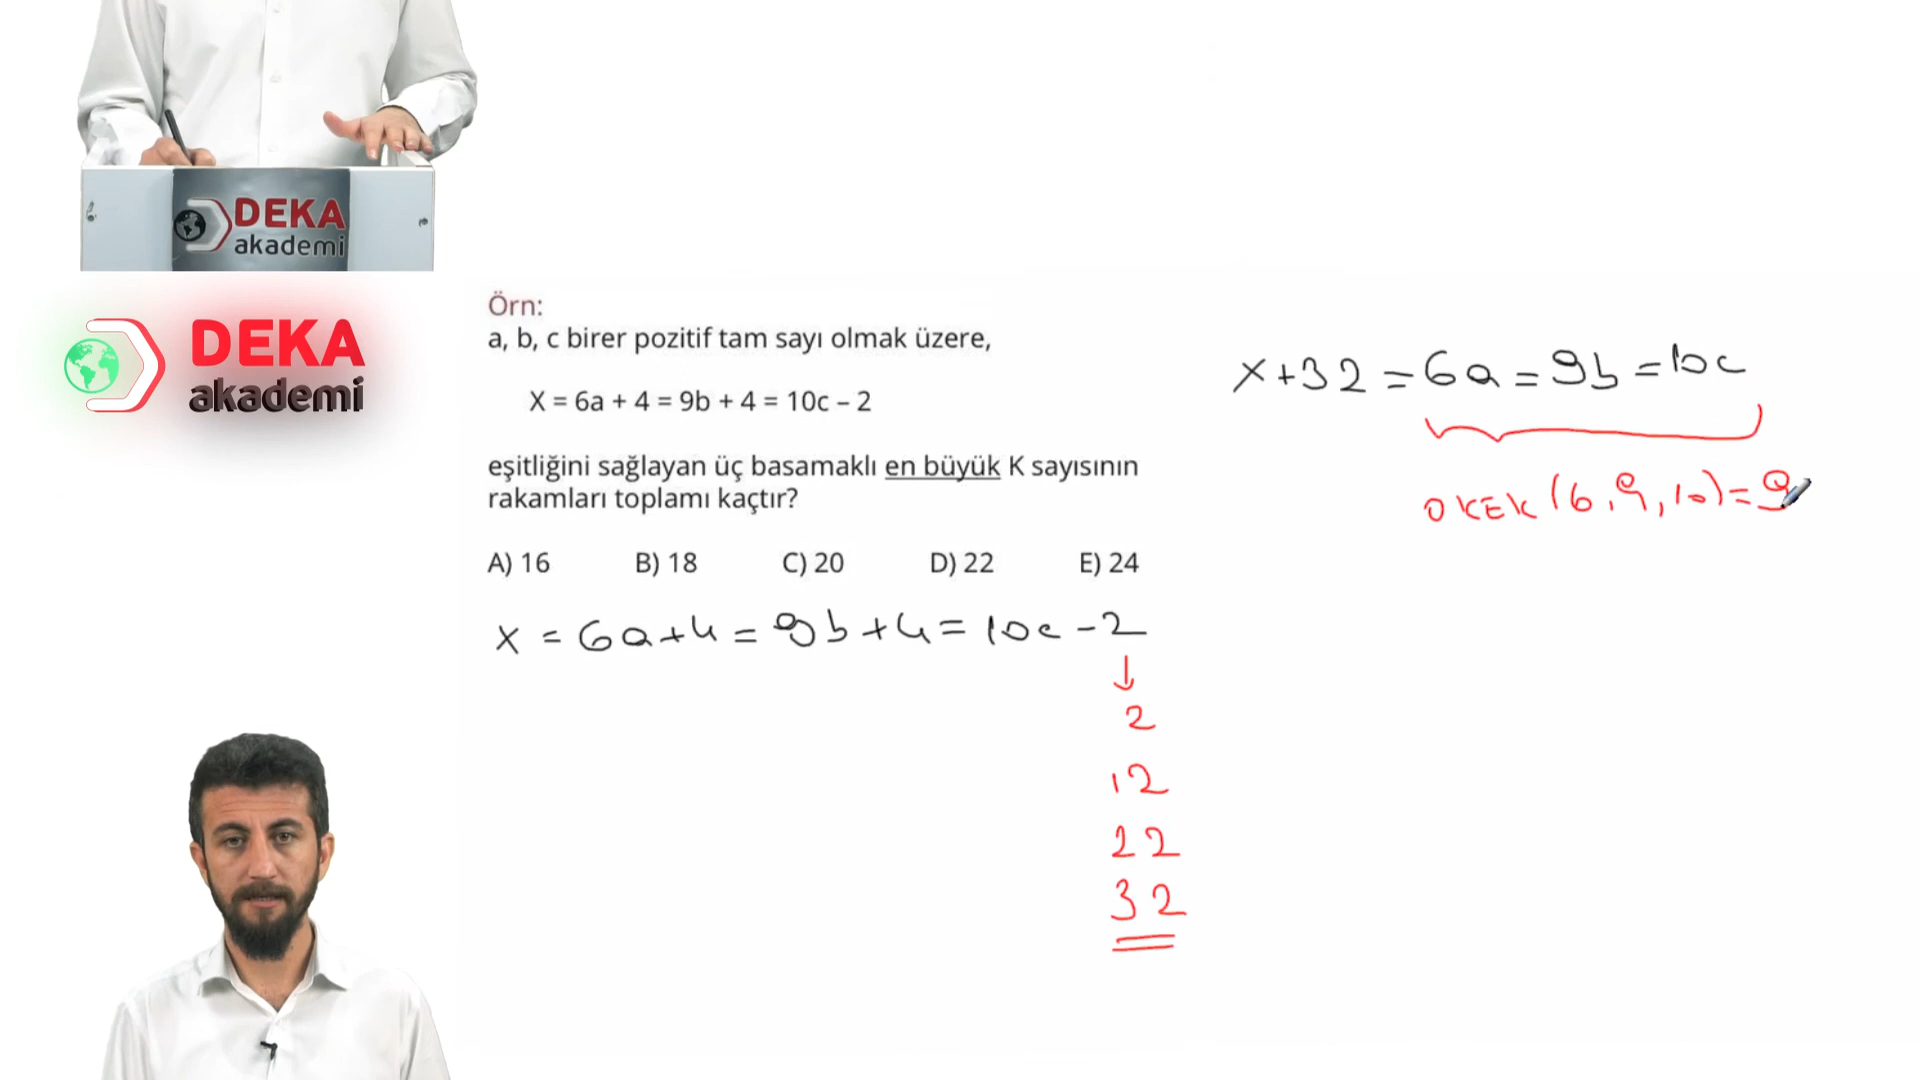 DEKA
akademi
DEKA
akademi
Örn:
a, b, c birer pozitif tam sayı olmak üzere,
X = 6a + 4 = 9b + 4 = 10c – 2
eşitliğini sağlayan üç basamaklı en büyük K sayısının
rakamları toplamı kaçtır?
A) 16 B) 18 C) 20 D) 22 E) 24
x = 6a+4 = 9b+4 = 10c -2
↓
2
12
22
32
x+32 = 6a = 9b = 10c
OKEK (6, 9, 10) = 9